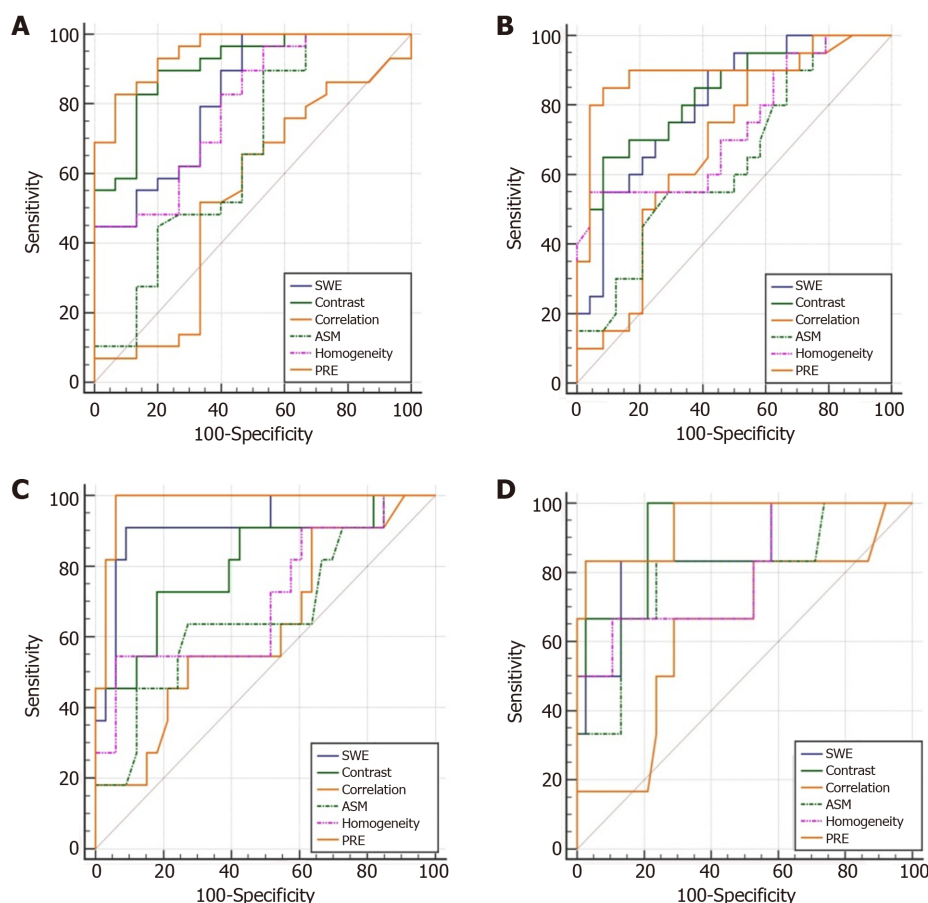 A
100
80
60
40
20
0
Sensitivity
SWE
Contrast
Correlation
ASM
Homogeneity
PRE
0 20 40 60 80 100
100-Specificity
B
100
80
60
40
20
0
Sensitivity
SWE
Contrast
Correlation
ASM
Homogeneity
PRE
0 20 40 60 80 100
100-Specificity
C
100
80
60
40
20
0
Sensitivity
SWE
Contrast
Correlation
ASM
Homogeneity
PRE
0 20 40 60 80 100
100-Specificity
D
100
80
60
40
20
0
Sensitivity
SWE
Contrast
Correlation
ASM
Homogeneity
PRE
0 20 40 60 80 100
100-Specificity